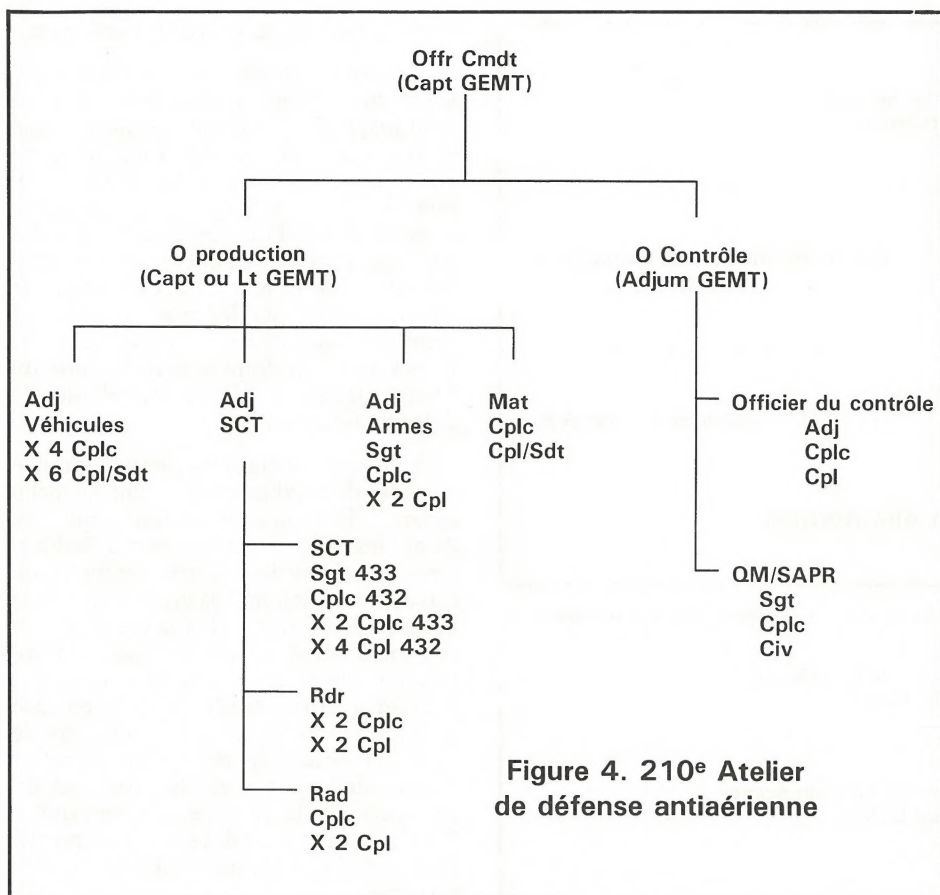 Offr Cmdt
(Capt GEMT)
O production
(Capt ou Lt GEMT)
O Contrôle
(Adjum GEMT)
Adj
Véhicules
X 4 Cplc
X 6 Cpl/Sdt
Adj
SCT
Adj
Armes
Sgt
Cplc
X 2 Cpl
Mat
Cplc
Cpl/Sdt
SCT
Sgt 433
Cplc 432
X 2 Cplc 433
X 4 Cpl 432
Rdr
X 2 Cplc
X 2 Cpl
Rad
Cplc
X 2 Cpl
Officier du contrôle
Adj
Cplc
Cpl
QM/SAPR
Sgt
Cplc
Civ
Figure 4. 210e Atelier
de défense antiaérienne